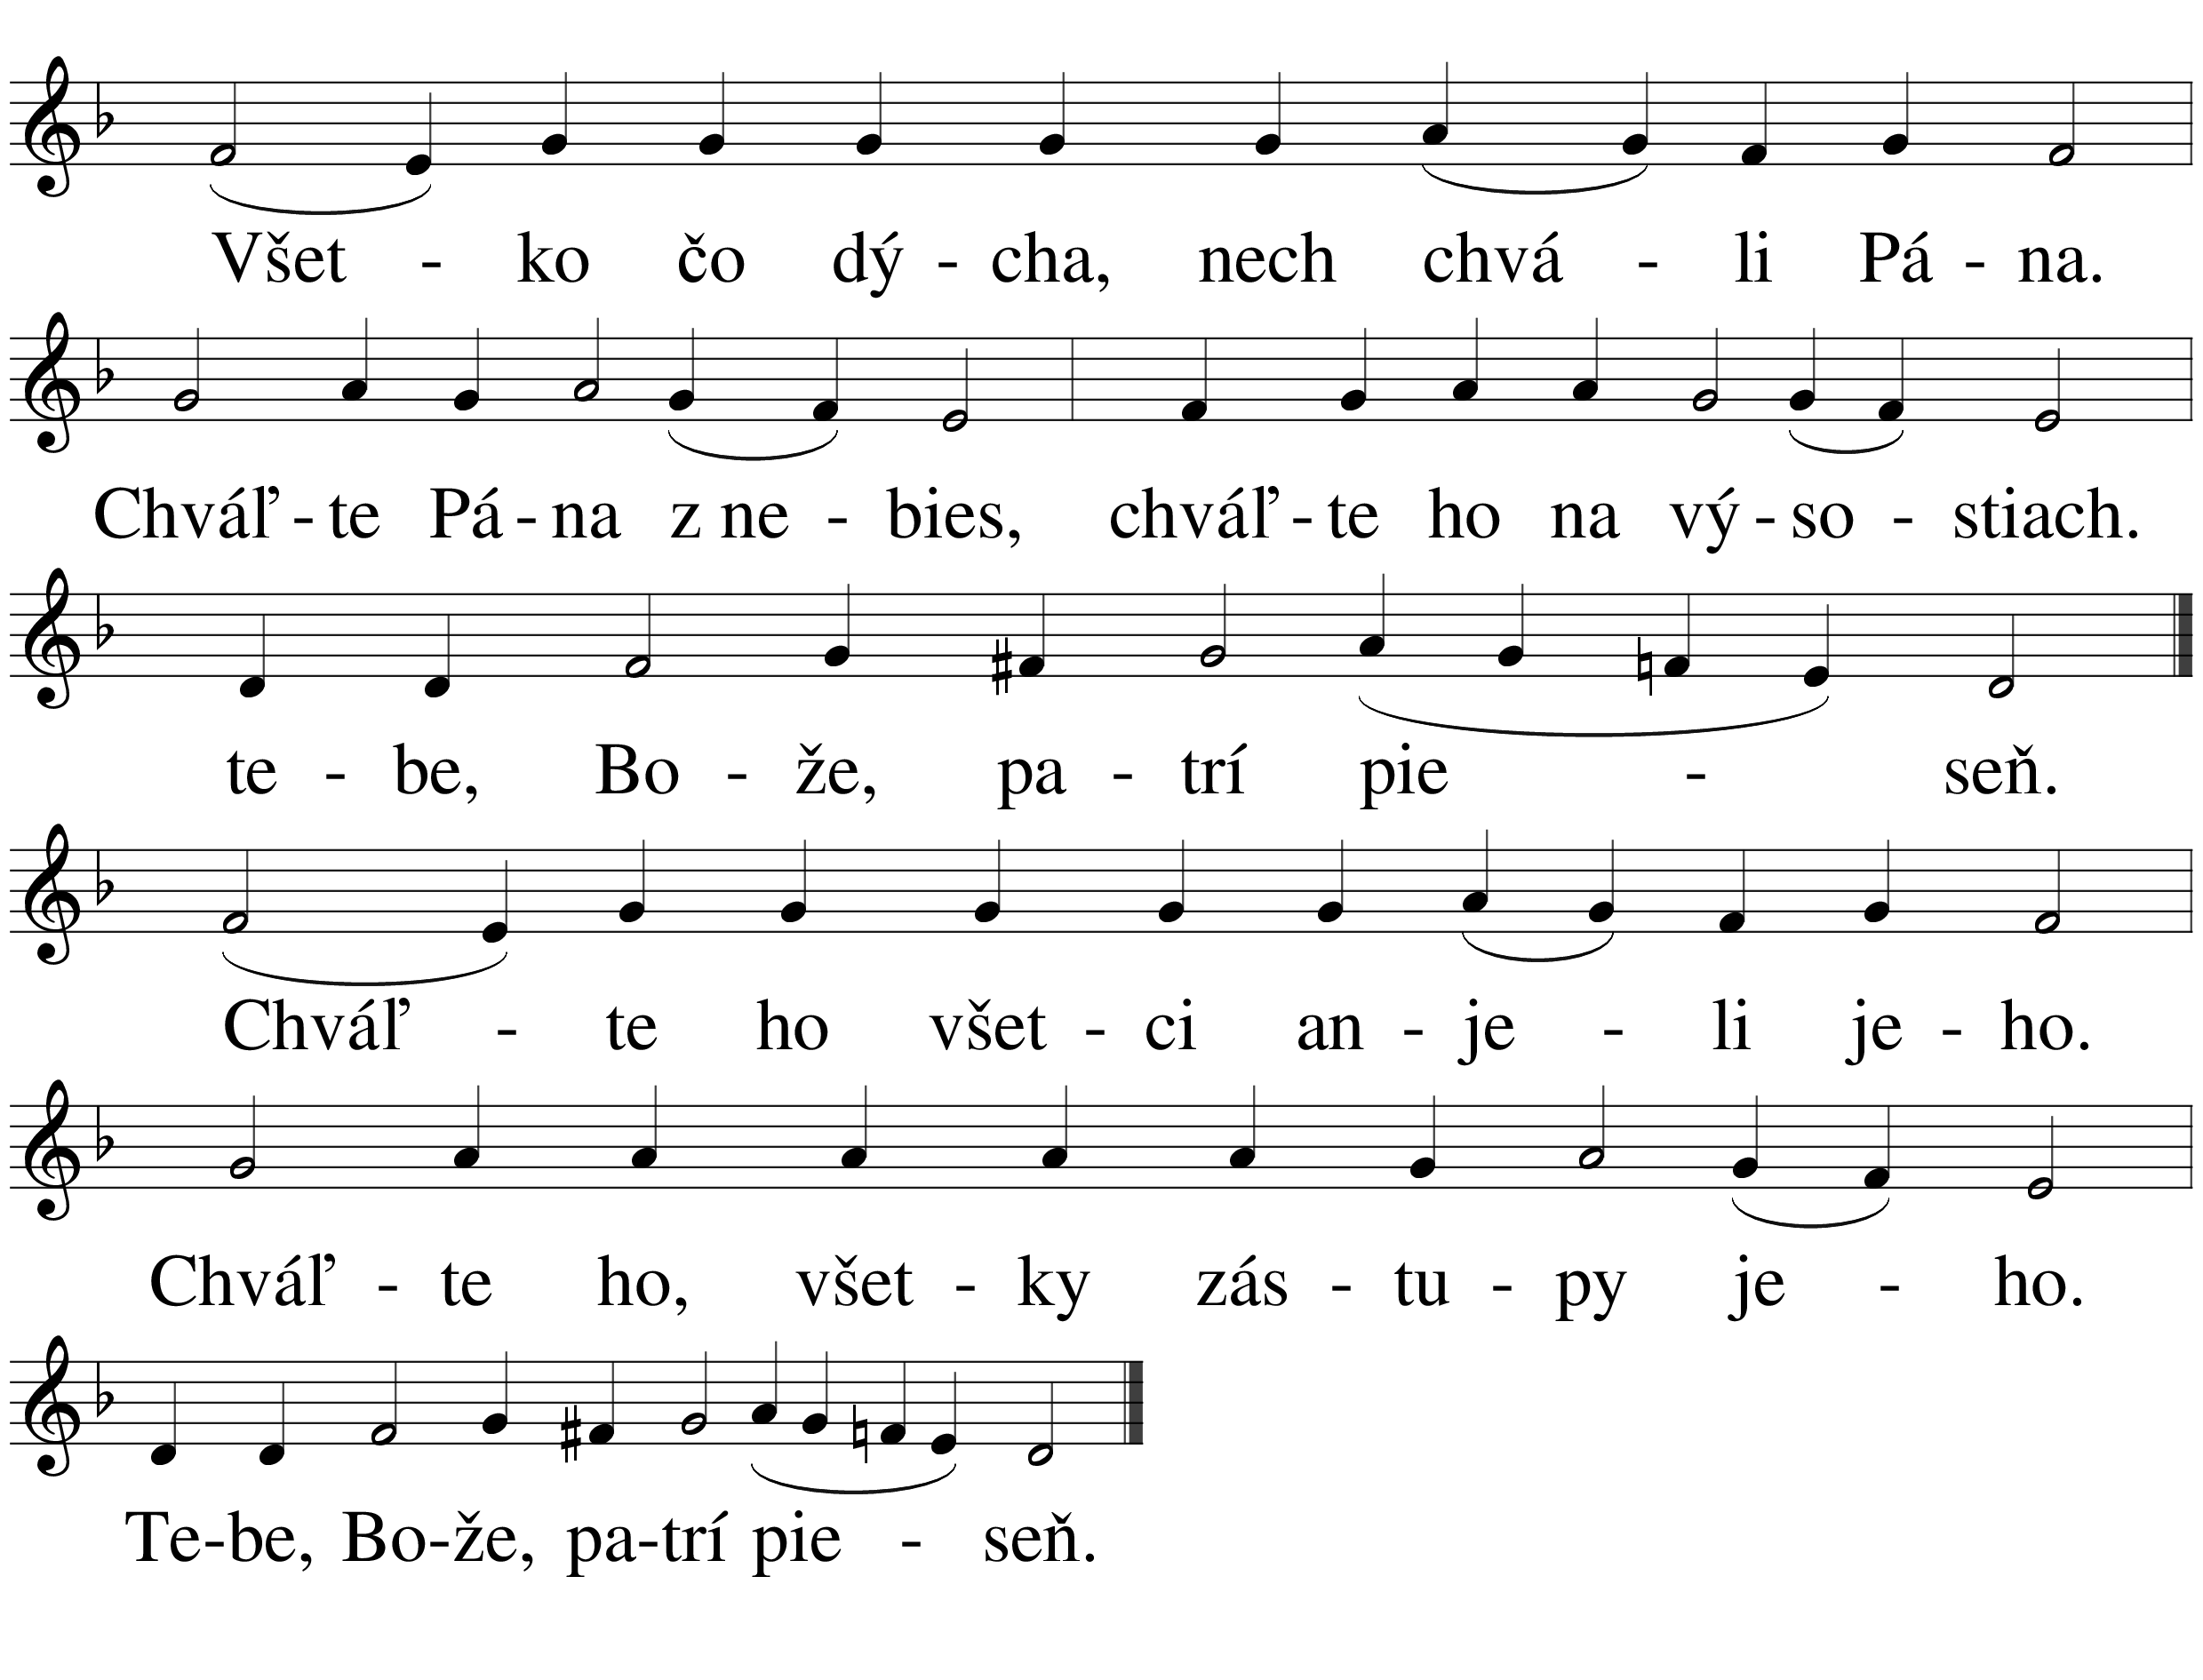 Všet - ko čo dý - cha, nech chvá - li Pá - na.
Chváľ - te Pá - na z ne - bies, chváľ - te ho na vý - so - stiach.
te - be, Bo - že, pa - trí pie - seň.
Chváľ - te ho všet - ci an - je - li je - ho.
Chváľ - te ho, všet - ky zás - tu - py je - ho.
Te-be, Bo-že, pa-trí pie - seň.